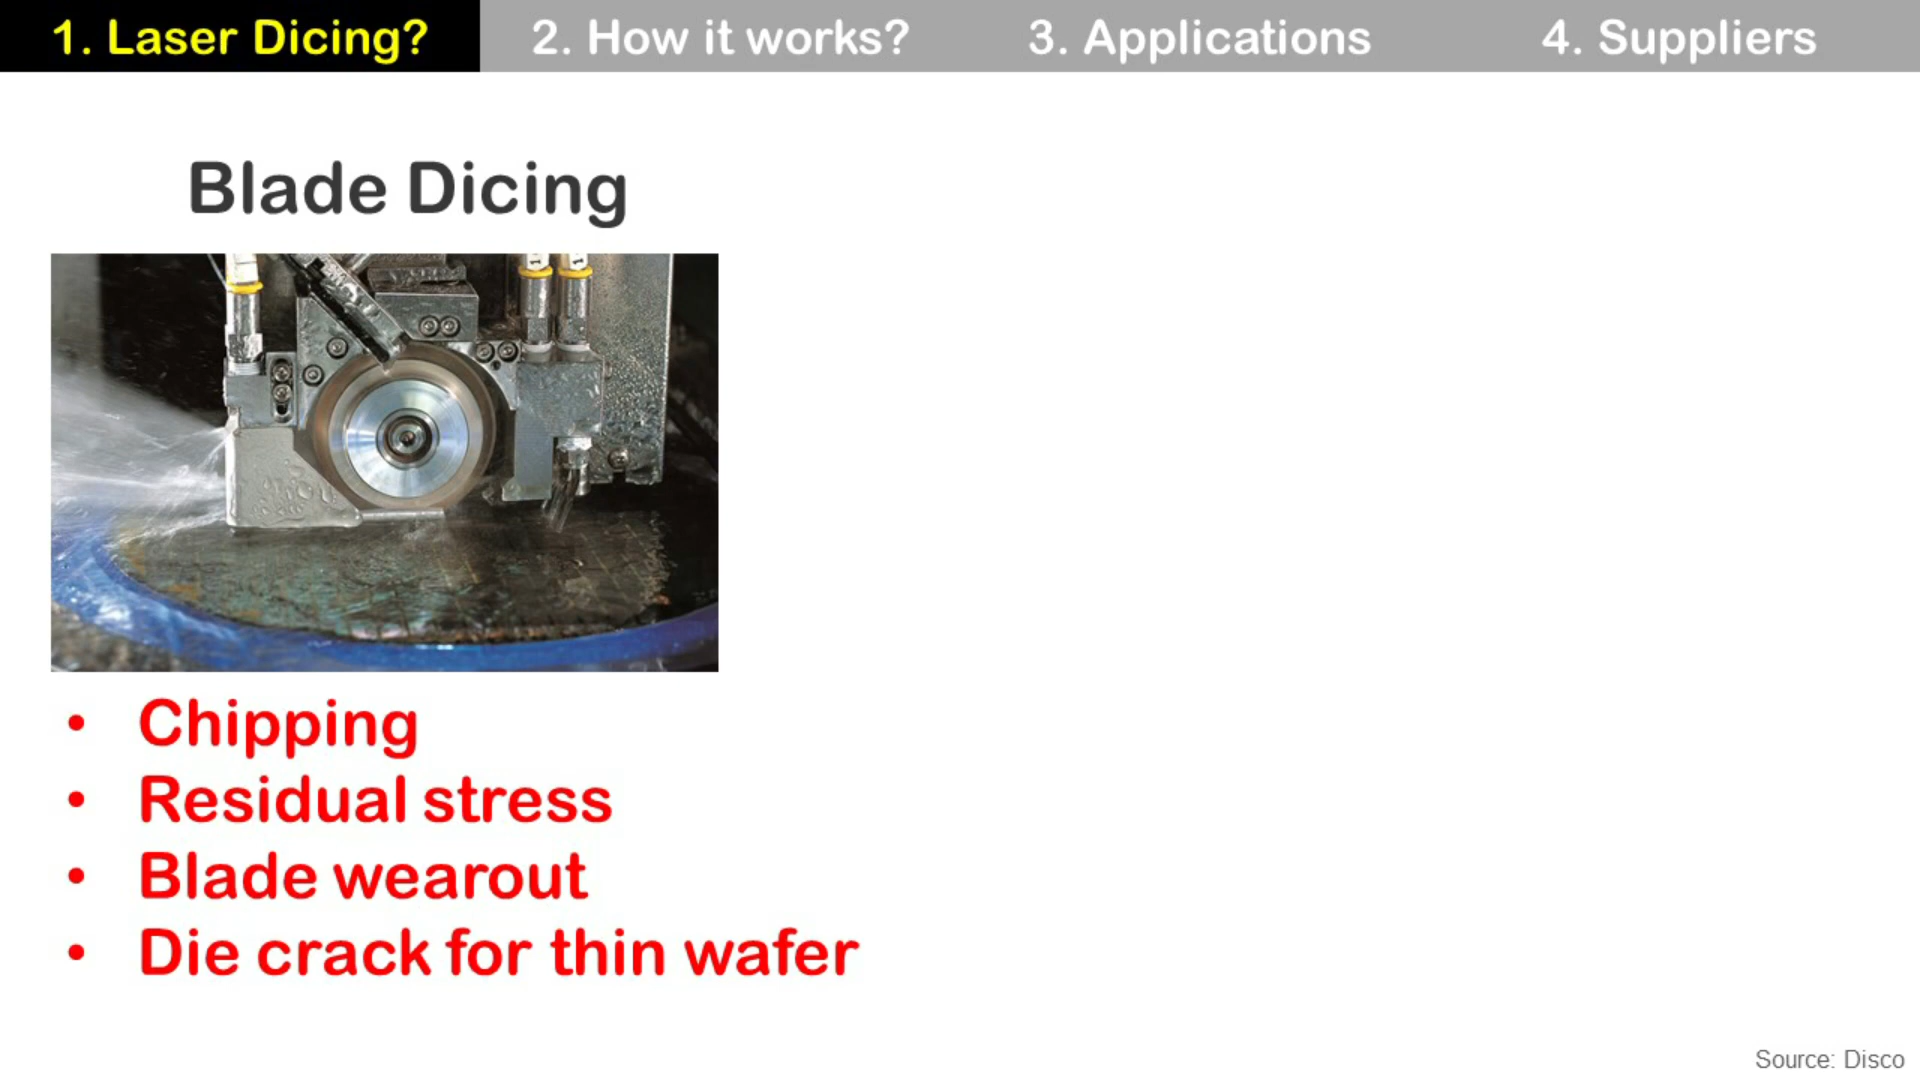 1. Laser Dicing?
2. How it works?
3. Applications
4. Suppliers
Blade Dicing
• Chipping
• Residual stress
• Blade wearout
• Die crack for thin wafer
Source: Disco